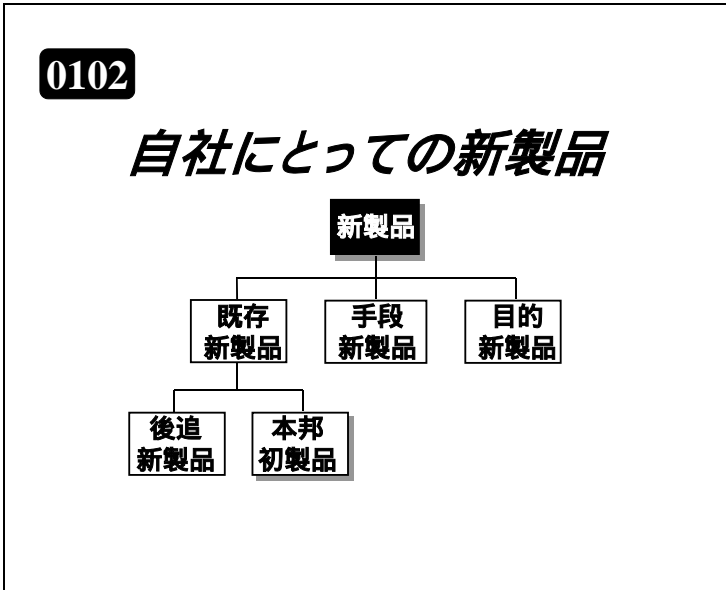 0102
自社にとっての新製品
新製品
既存
新製品
手段
新製品
目的
新製品
後追
新製品
本邦
初製品